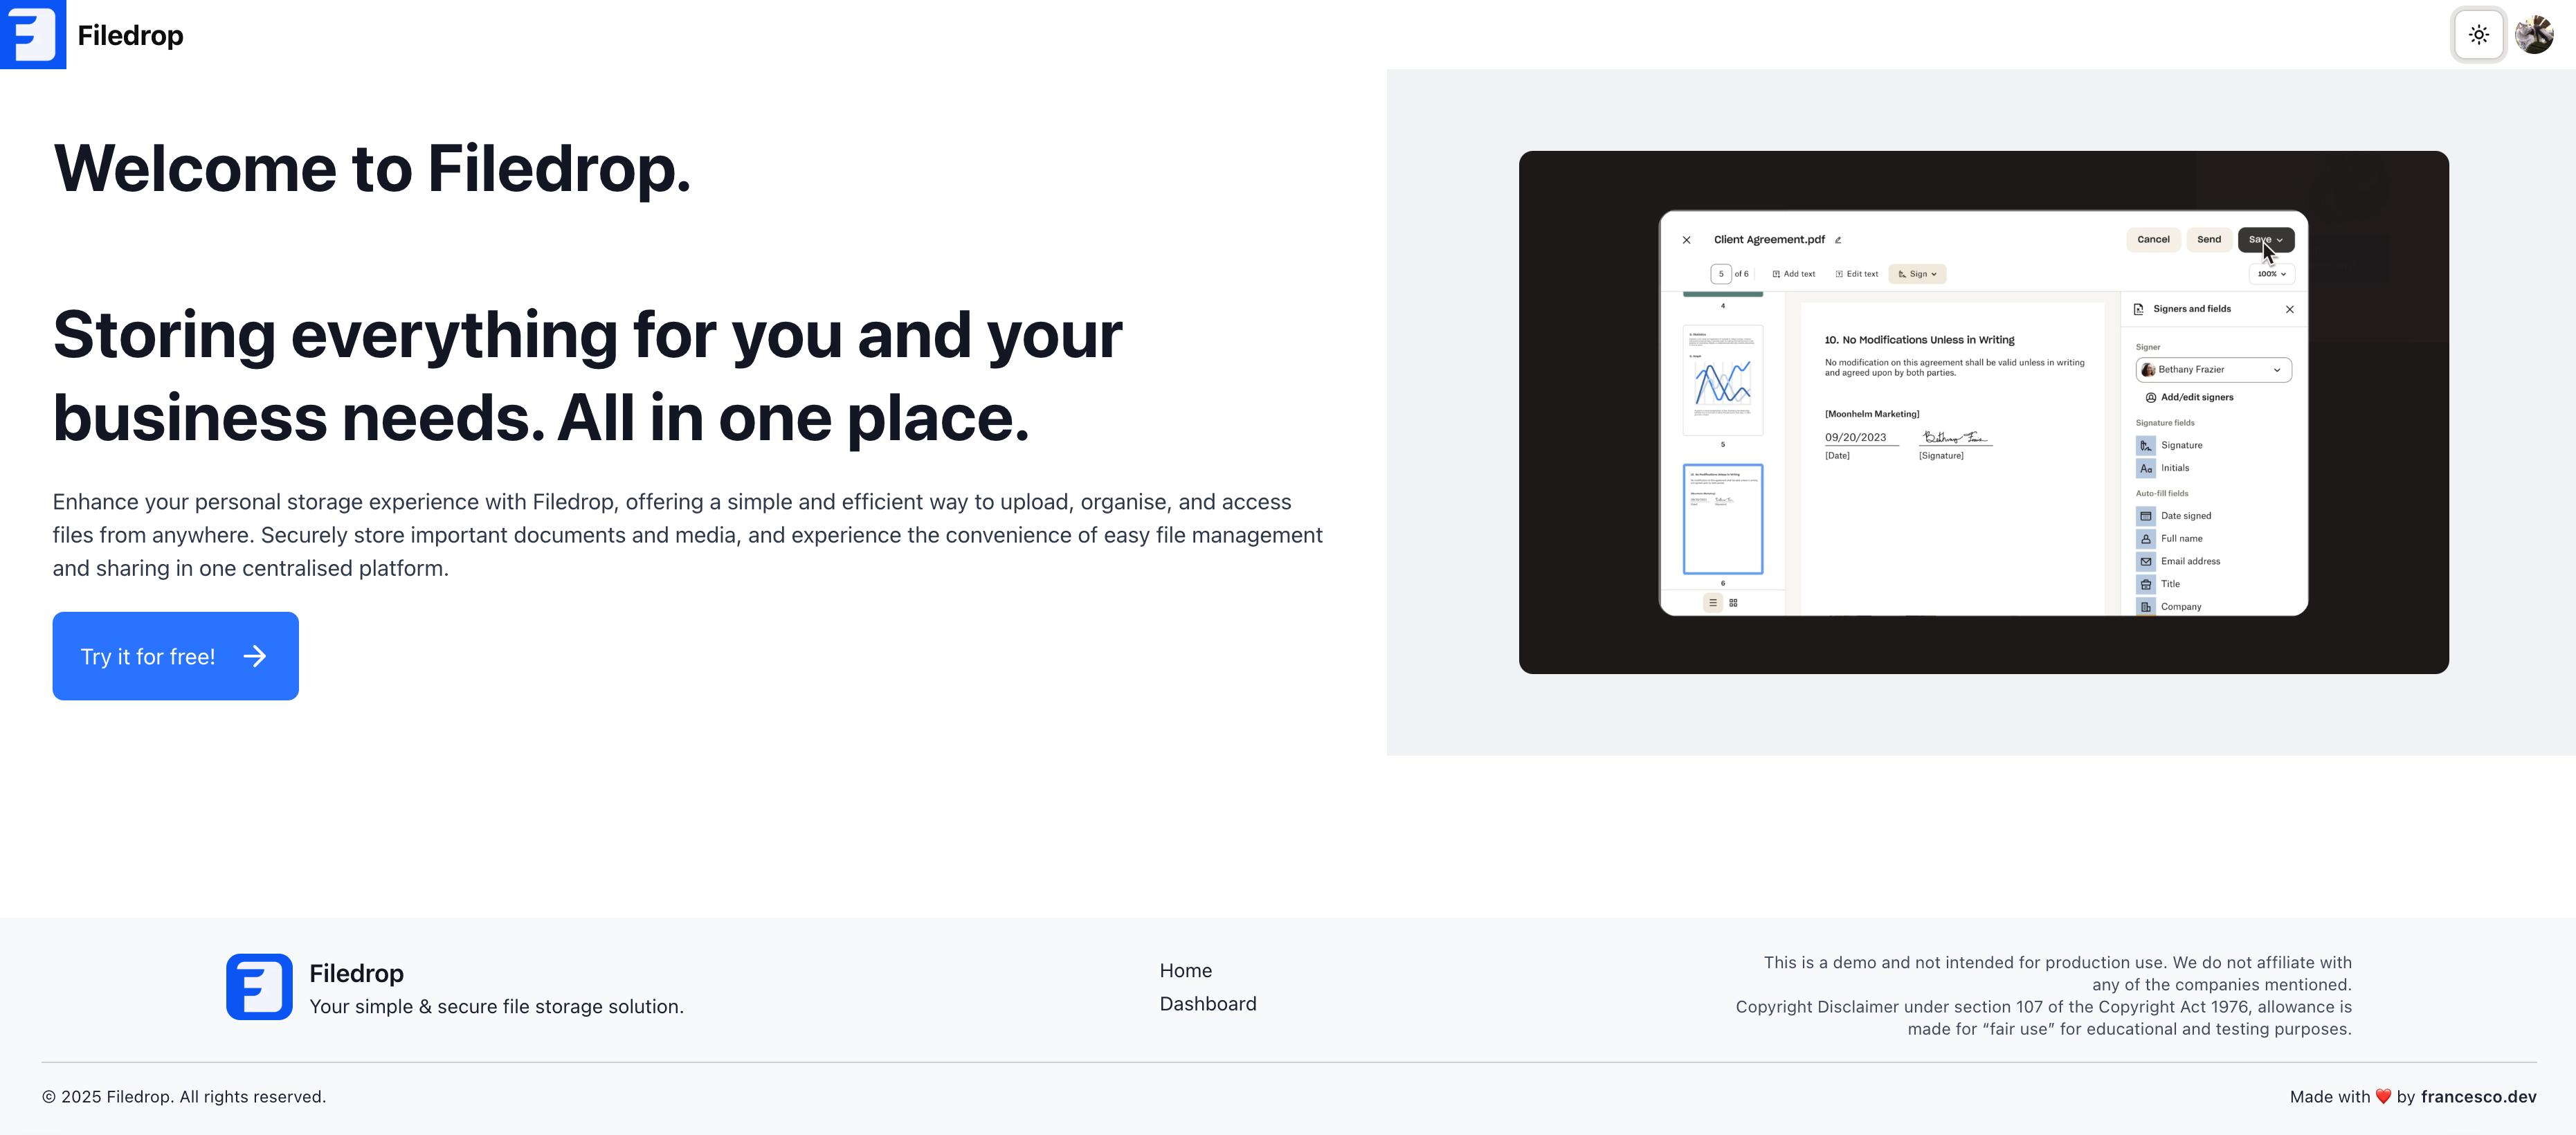 Filedrop
Welcome to Filedrop.
Storing everything for you and your
business needs. All in one place.
Enhance your personal storage experience with Filedrop, offering a simple and efficient way to upload, organise, and access
files from anywhere. Securely store important documents and media, and experience the convenience of easy file management
and sharing in one centralised platform.
Try it for free!
Client Agreement.pdf
Cancel
Send
Save
5 of 6
Add text
Edit text
Sign
100%
4
5
6
10. No Modifications Unless in Writing
No modification on this agreement shall be valid unless in writing
and agreed upon by both parties.
[Moonhelm Marketing]
09/20/2023
[Date]
[Signature]
Signers and fields
Signer
Bethany Frazier
Add/edit signers
Signature fields
Signature
Aa Initials
Auto-fill fields
Date signed
Full name
Email address
Title
Company
Filedrop
Your simple & secure file storage solution.
Home
Dashboard
This is a demo and not intended for production use. We do not affiliate with
any of the companies mentioned.
Copyright Disclaimer under section 107 of the Copyright Act 1976, allowance is
made for “fair use” for educational and testing purposes.
© 2025 Filedrop. All rights reserved.
Made with ❤️ by francesco.dev